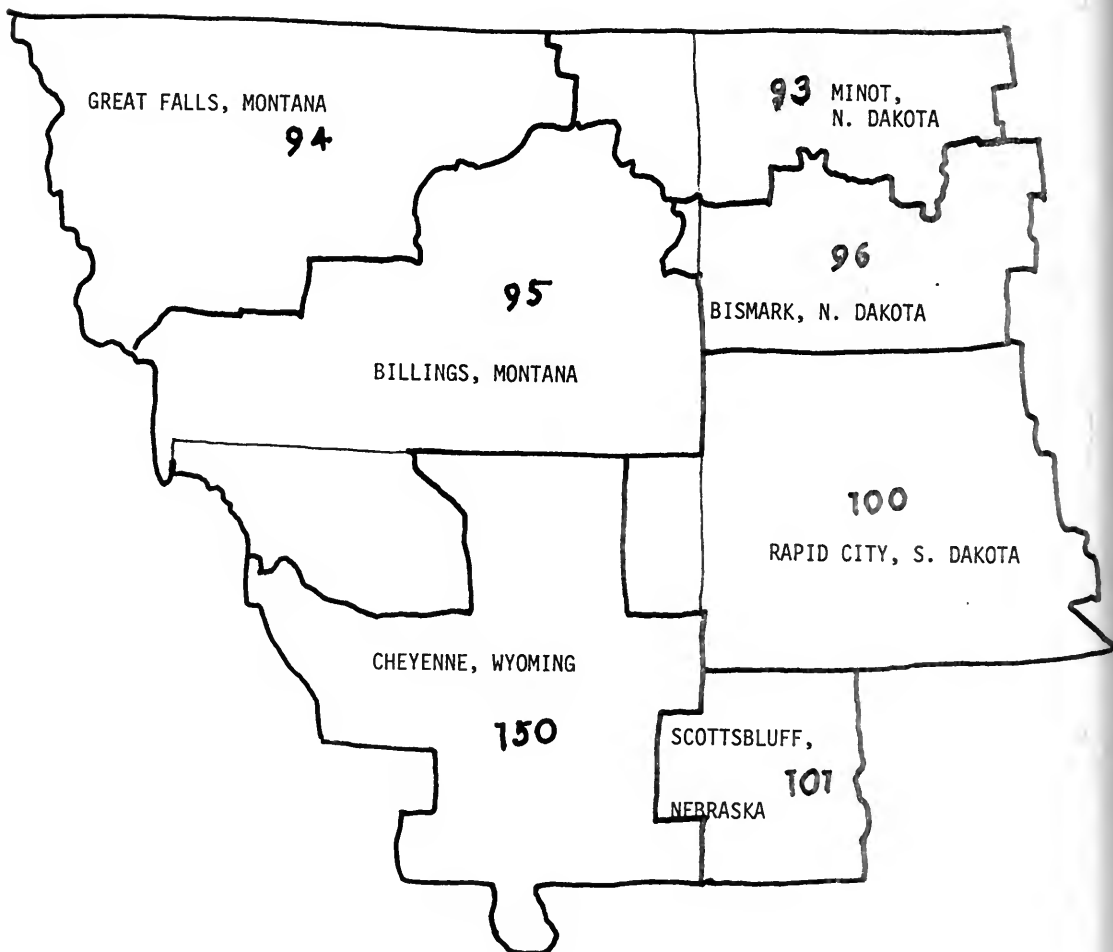 GREAT FALLS, MONTANA
94
93 MINOT,
N. DAKOTA
95
BILLINGS, MONTANA
96
BISMARK, N. DAKOTA
100
RAPID CITY, S. DAKOTA
CHEYENNE, WYOMING
150
SCOTTSBLUFF,
101
NEBRASKA